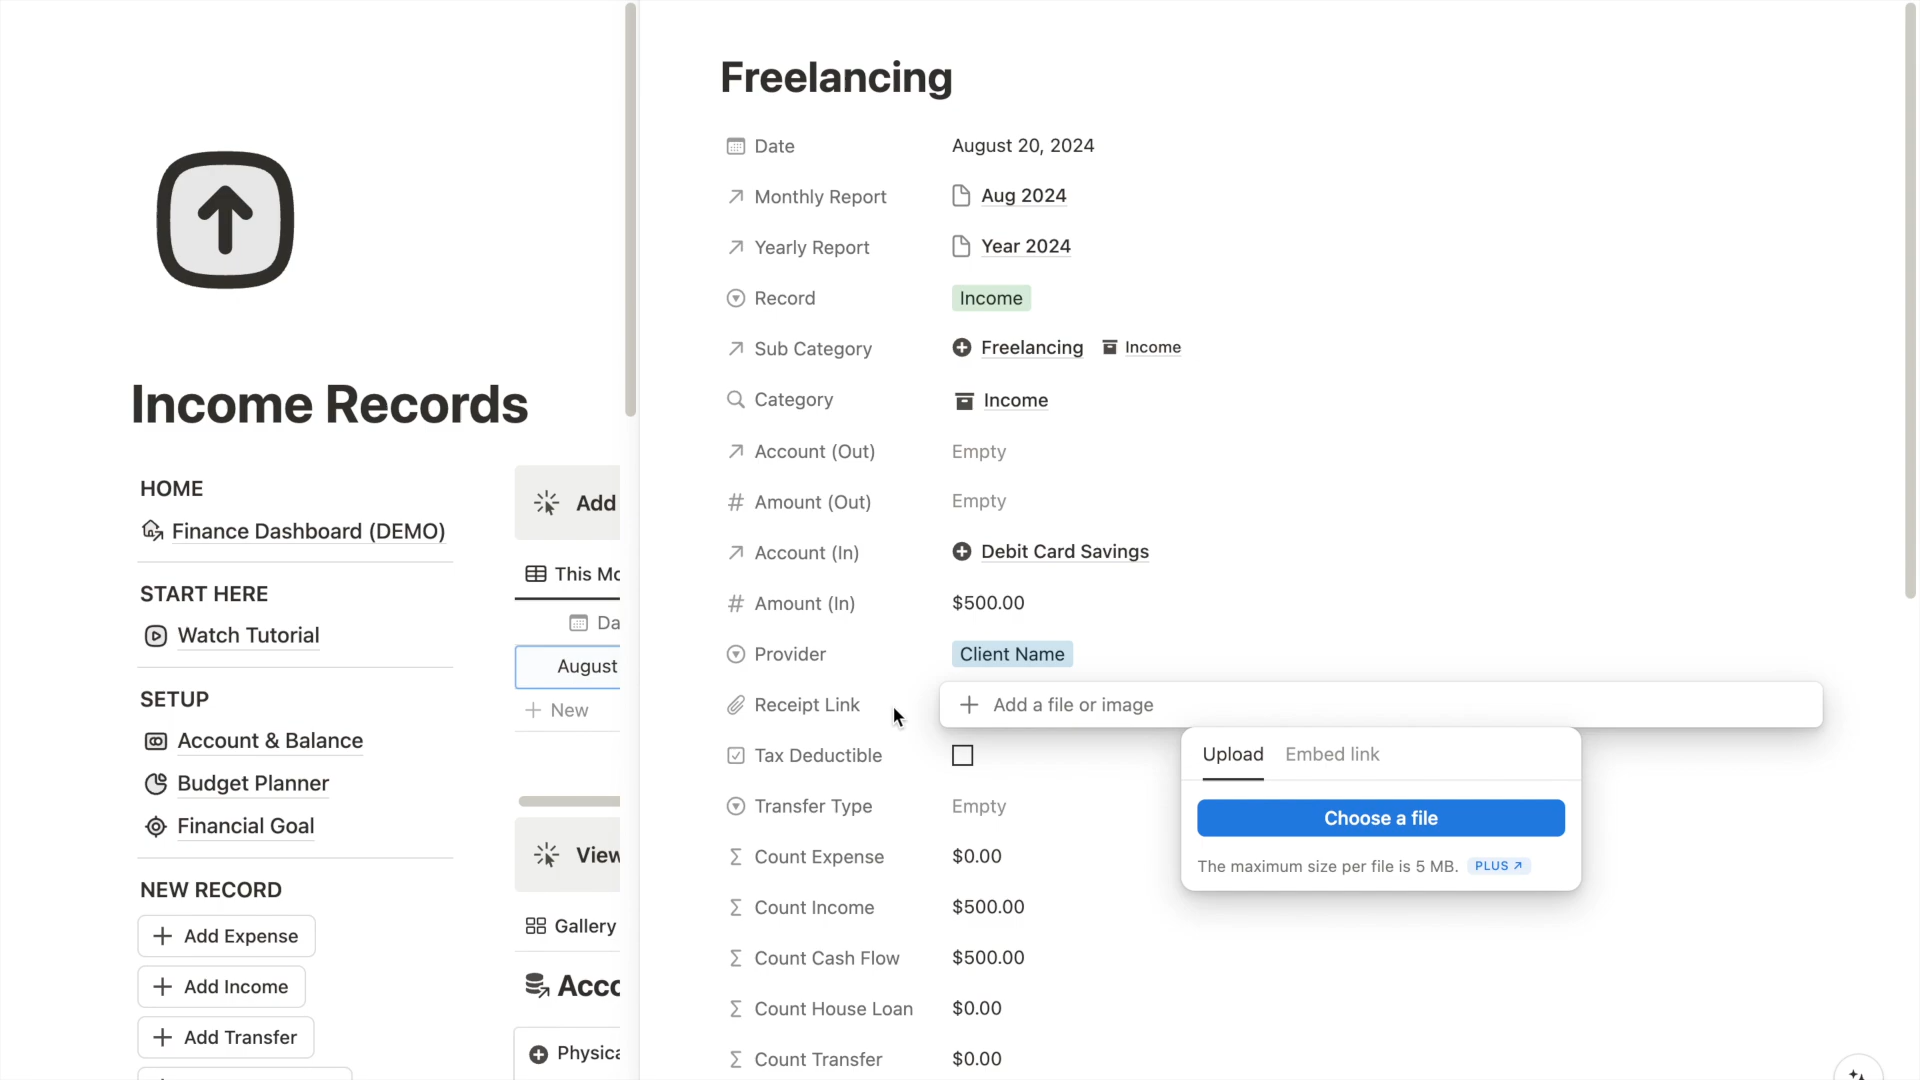 Income Records
HOME
Finance Dashboard (DEMO)
START HERE
Watch Tutorial
SETUP
Account & Balance
Budget Planner
Financial Goal
NEW RECORD
Add Expense
Add Income
Add Transfer
Add
This Mo
Da
August
New
View
Gallery
Acco
Physica
Freelancing
Date August 20, 2024
Monthly Report Aug 2024
Yearly Report Year 2024
Record Income
Sub Category Freelancing Income
Category Income
Account (Out) Empty
Amount (Out) Empty
Account (In) Debit Card Savings
Amount (In) $500.00
Provider Client Name
Receipt Link Add a file or image
Tax Deductible
Transfer Type Empty
Count Expense $0.00
Count Income $500.00
Count Cash Flow $500.00
Count House Loan $0.00
Count Transfer $0.00
Upload Embed link
Choose a file
The maximum size per file is 5 MB. PLUS ↗